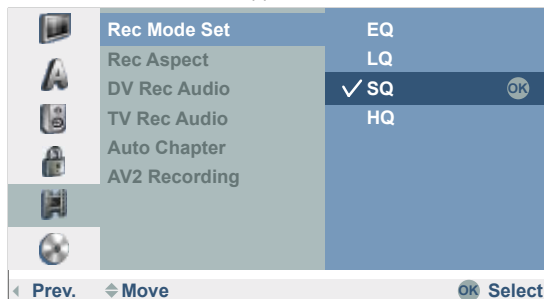 Rec Mode Set
Rec Aspect
DV Rec Audio
TV Rec Audio
Auto Chapter
AV2 Recording
EQ
LQ
✓ SQ OK
HQ
A
Prev. Move OK Select